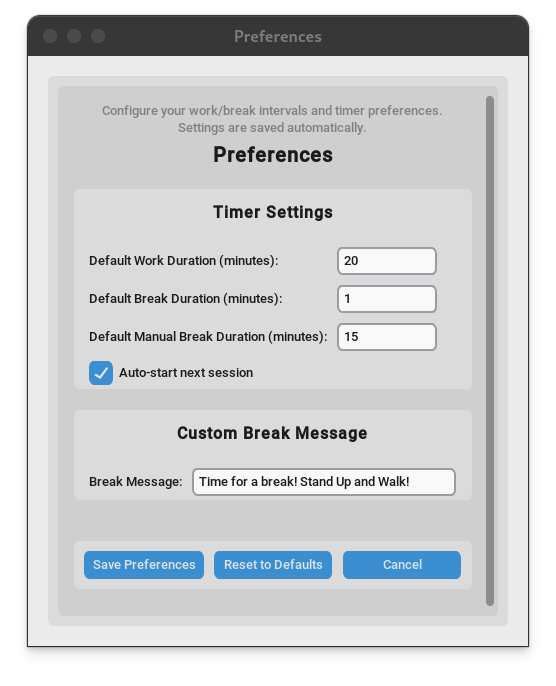 Preferences
Configure your work/break intervals and timer preferences.
Settings are saved automatically.
Preferences
Timer Settings
Default Work Duration (minutes): 20
Default Break Duration (minutes): 1
Default Manual Break Duration (minutes): 15
Auto-start next session
Custom Break Message
Break Message: Time for a break! Stand Up and Walk!
Save Preferences Reset to Defaults Cancel